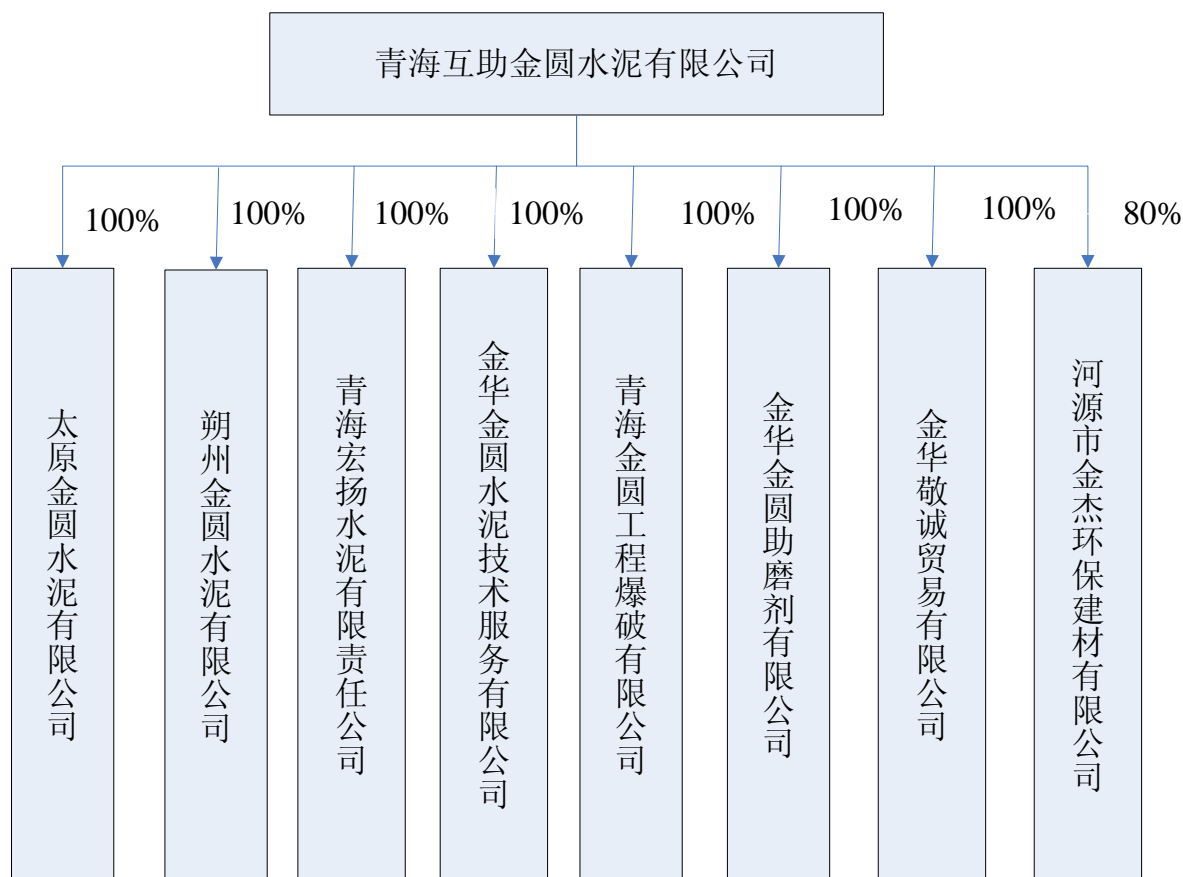 青海互助金圆水泥有限公司
100%
100%
100%
100%
100%
100%
100%
80%
太原金圆水泥有限公司
朔州金圆水泥有限公司
青海宏扬水泥有限责任公司
金华金圆水泥技术服务有限公司
青海金圆工程爆破有限公司
金华金圆助磨剂有限公司
金华敬诚贸易有限公司
河源市金杰环保建材有限公司